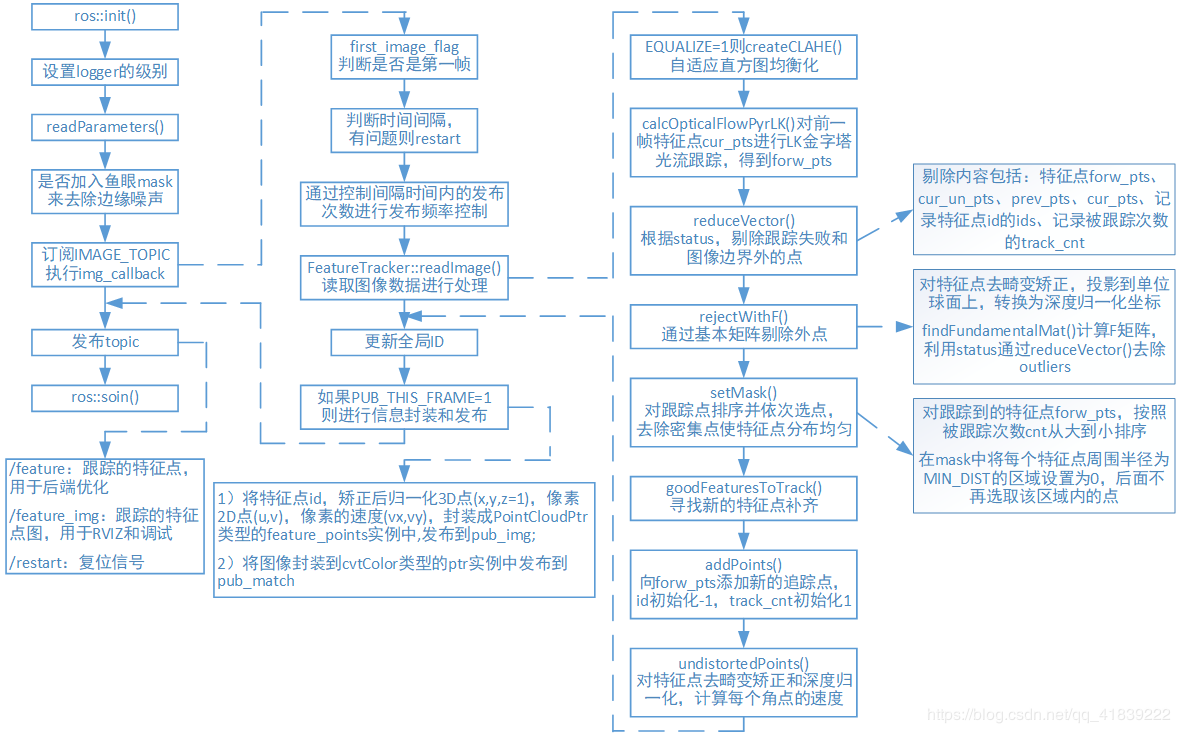 ros::init()
设置logger的级别
readParameters()
是否加入鱼眼mask
来去除边缘噪声
订阅IMAGE_TOPIC
执行img_callback
发布topic
ros::soin()
/feature：跟踪的特征点，
用于后端优化
/feature_img：跟踪的特征
点图，用于RVIZ和调试
/restart：复位信号
first_image_flag
判断是否是第一帧
判断时间间隔，
有问题则restart
通过控制间隔时间内的发布
次数进行发布频率控制
FeatureTracker::readImage()
读取图像数据进行处理
更新全局ID
如果PUB_THIS_FRAME=1
则进行信息封装和发布
1）将特征点id，矫正后归一化3D点(x,y,z=1)，像素
2D点(u,v)，像素的速度(vx,vy)，封装成PointCloudPtr
类型的feature_points实例中,发布到pub_img;
2）将图像封装到cvtColor类型的ptr实例中发布到
pub_match
EQUALIZE=1则createCLAHE()
自适应直方图均衡化
calcOpticalFlowPyrLK()对前一
帧特征点cur_pts进行LK金字塔
光流跟踪，得到forw_pts
reduceVector()
根据status，剔除跟踪失败和
图像边界外的点
rejectWithF()
通过基本矩阵剔除外点
setMask()
对跟踪点排序并依次选点，
去除密集点使特征点分布均匀
goodFeaturesToTrack()
寻找新的特征点补齐
addPoints()
向forw_pts添加新的追踪点，
id初始化-1，track_cnt初始化1
undistortedPoints()
对特征点去畸变矫正和深度归
一化，计算每个角点的速度
剔除内容包括：特征点forw_pts、
cur_un_pts、prev_pts、cur_pts、记
录特征点id的ids、记录被跟踪次数
的track_cnt
对特征点去畸变矫正，投影到单位
球面上，转换为深度归一化坐标
findFundamentalMat()计算F矩阵，
利用status通过reduceVector()去除
outliers
对跟踪到的特征点forw_pts，按照
被跟踪次数cnt从大到小排序
在mask中将每个特征点周围半径为
MIN_DIST的区域设置为0，后面不
再选取该区域内的点
https://blog.csdn.net/qq_41839222